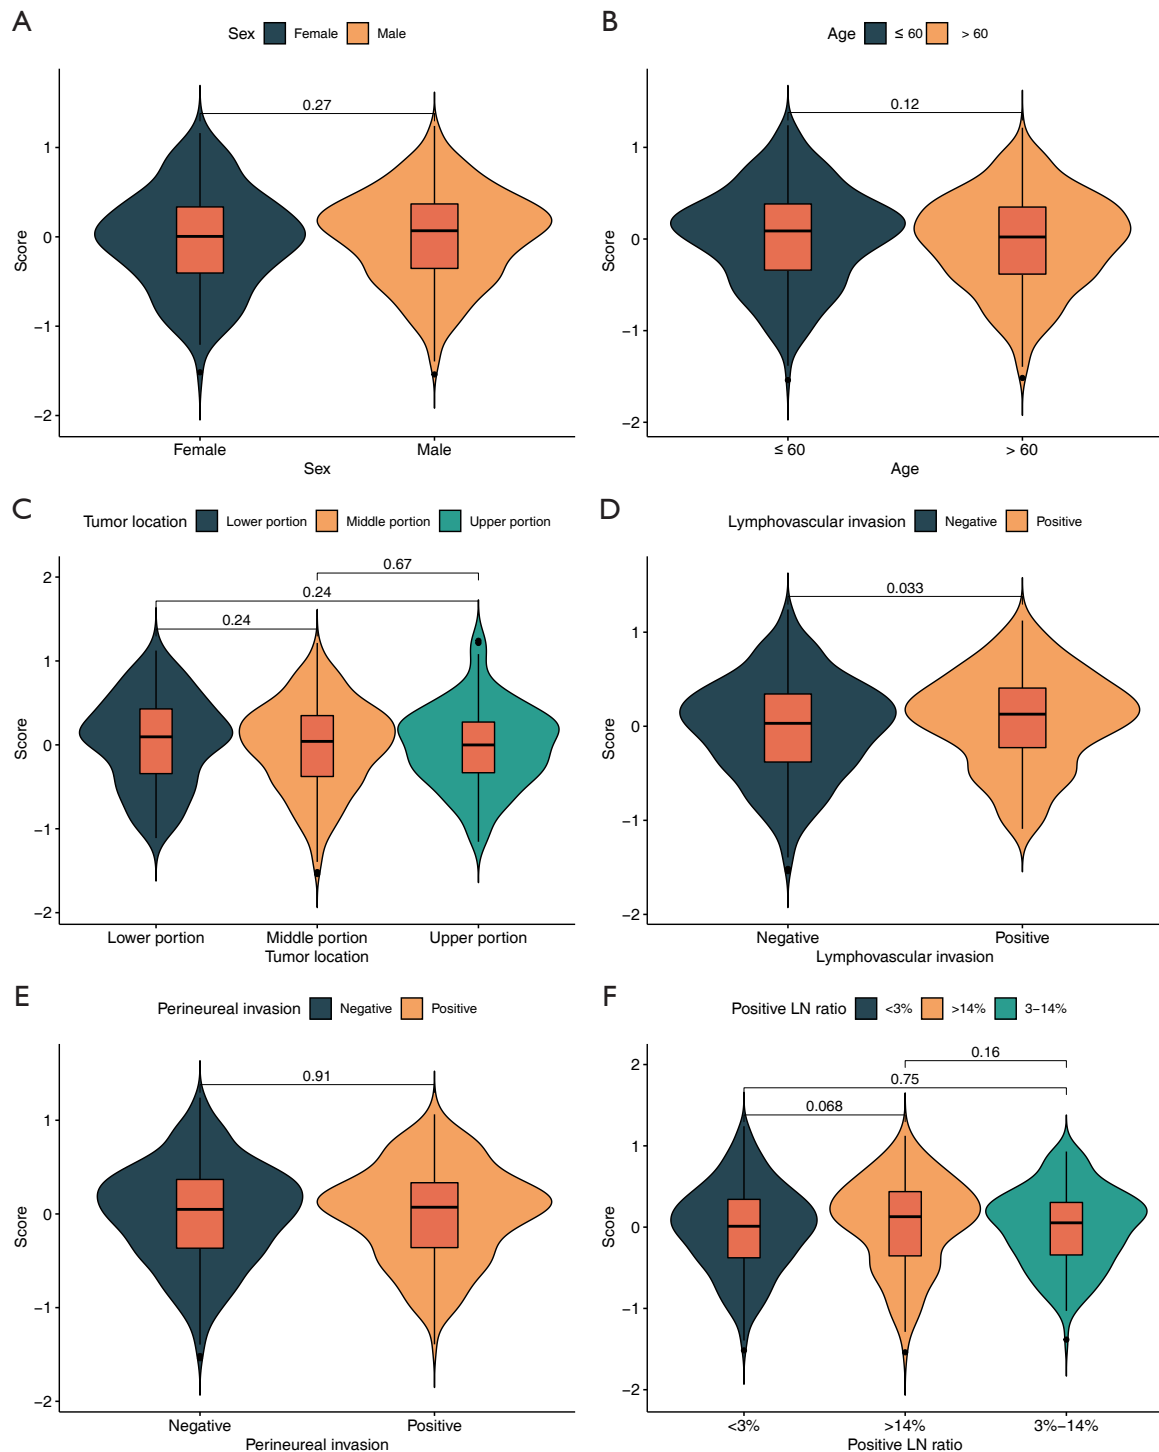 A
Sex Female Male
0.27
1
0
−1
−2
Score
Female Male
Sex
B
Age ≤ 60 > 60
0.12
1
0
−1
−2
Score
≤ 60 > 60
Age
C
Tumor location Lower portion Middle portion Upper portion
2
0.67
0.24
0.24
1
0
−1
−2
Score
Lower portion Middle portion Upper portion
Tumor location
D
Lymphovascular invasion Negative Positive
0.033
1
0
−1
−2
Score
Negative Positive
Lymphovascular invasion
E
Perineureal invasion Negative Positive
0.91
1
0
−1
−2
Score
Negative Positive
Perineureal invasion
F
Positive LN ratio <3% >14% 3−14%
2
0.16
0.75
0.068
1
0
−1
−2
Score
<3% >14% 3%−14%
Positive LN ratio